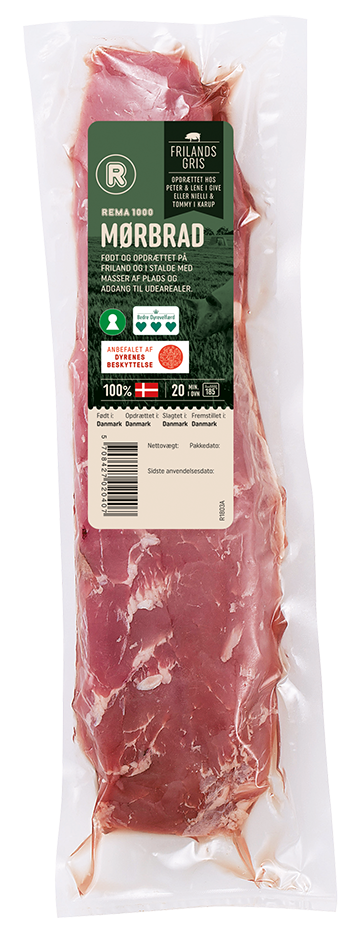 FRILANDS
GRIS
OPDRÆTTET HOS
PETER & LENE I GIVE
ELLER NIELLI &
TOMMY I KARUP
R
REMA 1000
MØRBRAD
FØDT OG OPDRÆTTET PÅ
FRILAND OG I STALDE MED
MASSER AF PLADS OG
ADGANG TIL UDEAREALER.
Bedre Dyrevelfærd
ANBEFALET AF
DYRENES
BESKYTTELSE
100%
20 MIN. I OVN
185
Født i: Opdrættet i: Slagtet i: Fremstillet i:
Danmark Danmark Danmark Danmark
Nettovægt: Pakkedato:
Sidste anvendelsesdato:
5708427020407
R1803A